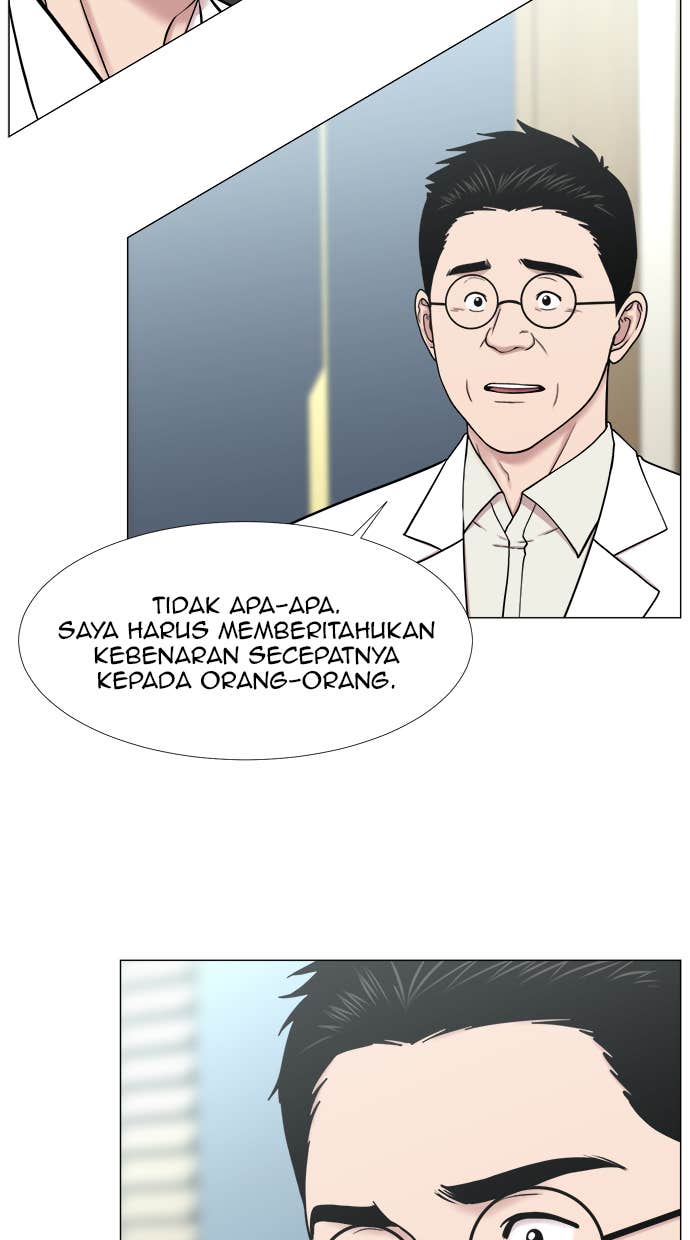 TIDAK APA-APA.
SAYA HARUS MEMBERITAHUKAN
KEBENARAN SECEPATNYA
KEPADA ORANG-ORANG.